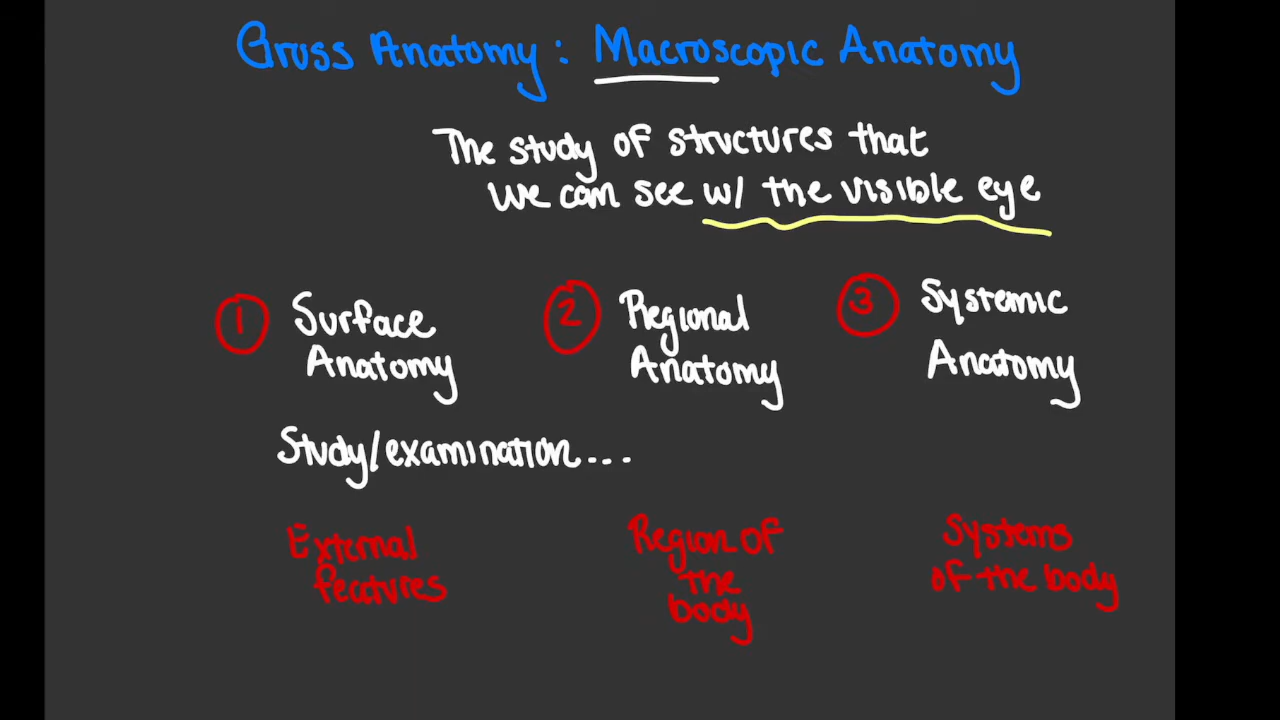 Gross Anatomy: Macroscopic Anatomy
The study of structures that
we can see w/ the visible eye
1 Surface Anatomy
2 Regional Anatomy
3 Systemic Anatomy
Study/examination....
External features
Region of the body
Systems of the body